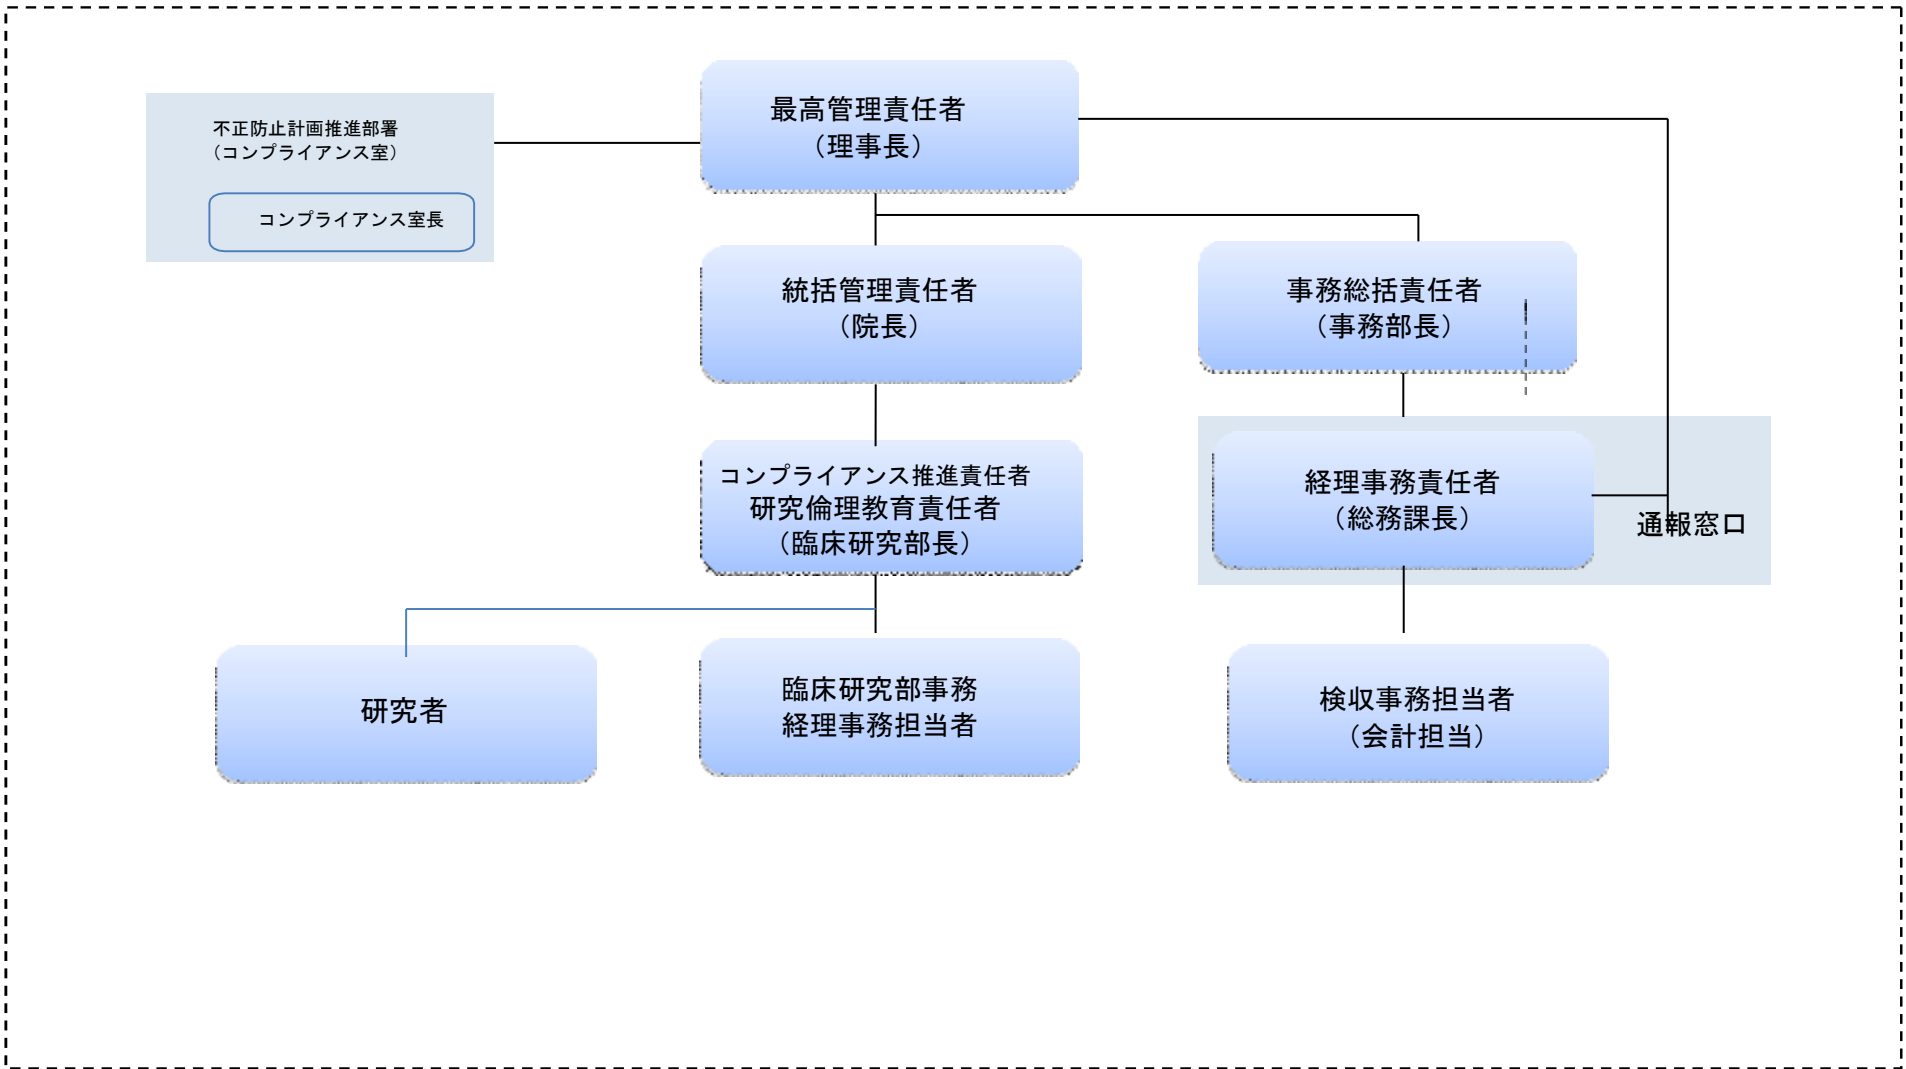 最高管理責任者
（理事長）
不正防止計画推進部署
（コンプライアンス室）
コンプライアンス室長
統括管理責任者
（院長）
事務総括責任者
（事務部長）
コンプライアンス推進責任者
研究倫理教育責任者
（臨床研究部長）
経理事務責任者
（総務課長）
通報窓口
研究者
臨床研究部事務
経理事務担当者
検収事務担当者
（会計担当）